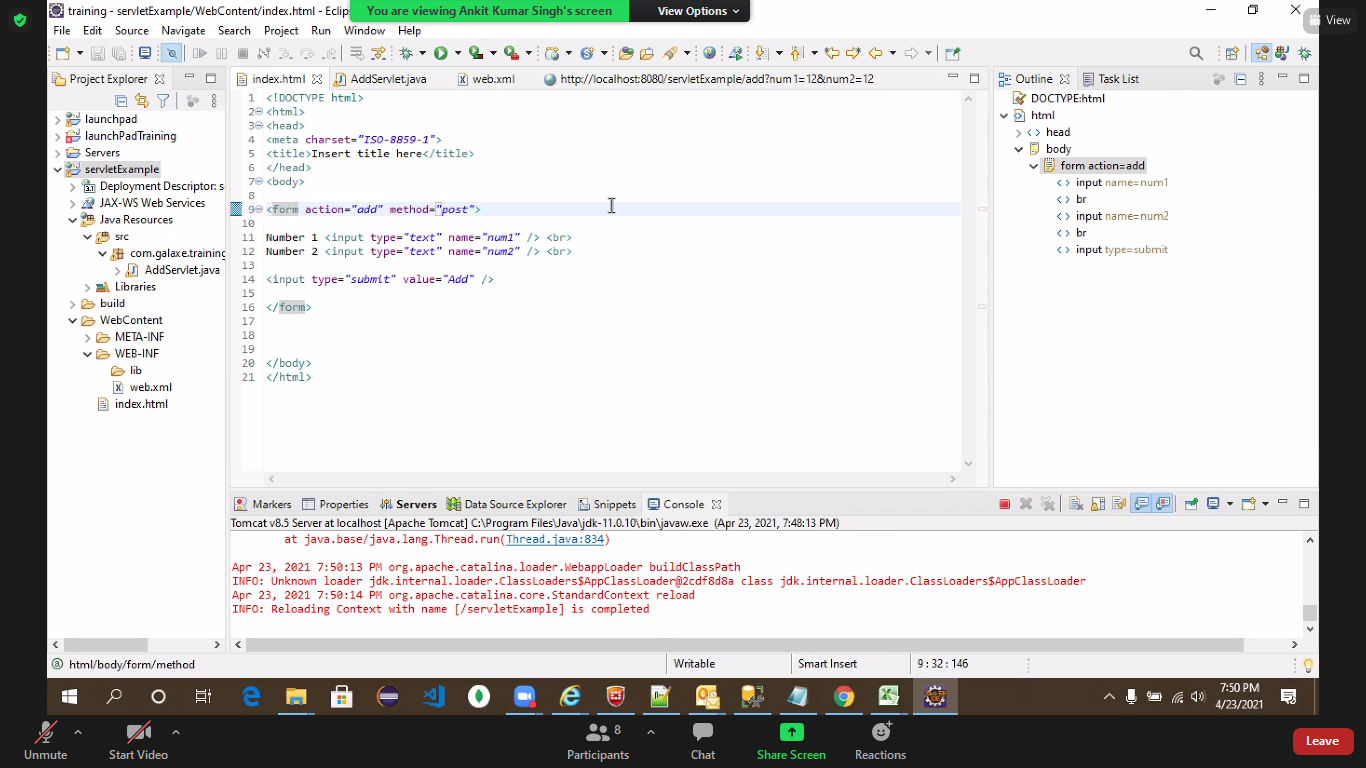 training - servletExample/WebContent/index.html - Eclip
You are viewing Ankit Kumar Singh's screen
View Options
View
File Edit Source Navigate Search Project Run Window Help
Project Explorer
index.html
AddServlet.java
web.xml
http://localhost:8080/servletExample/add?num1=12&num2=12
Outline
Task List
launchpad
launchPadTraining
Servers
servletExample
Deployment Descriptor: s
JAX-WS Web Services
Java Resources
src
com.galaxe.training
AddServlet.java
Libraries
build
WebContent
META-INF
WEB-INF
lib
web.xml
index.html
1 <!DOCTYPE html>
2 <html>
3 <head>
4 <meta charset="ISO-8859-1">
5 <title>Insert title here</title>
6 </head>
7 <body>
8
9 <form action="add" method="post">
10
11 Number 1 <input type="text" name="num1" /> <br>
12 Number 2 <input type="text" name="num2" /> <br>
13
14 <input type="submit" value="Add" />
15
16 </form>
17
18
19
20 </body>
21 </html>
DOCTYPE:html
html
head
body
form action=add
input name=num1
br
input name=num2
br
input type=submit
Markers
Properties
Servers
Data Source Explorer
Snippets
Console
Tomcat v8.5 Server at localhost [Apache Tomcat] C:\Program Files\Java\jdk-11.0.10\bin\javaw.exe (Apr 23, 2021, 7:48:13 PM)
at java.base/java.lang.Thread.run(Thread.java:834)
Apr 23, 2021 7:50:13 PM org.apache.catalina.loader.WebappLoader buildClassPath
INFO: Unknown loader jdk.internal.loader.ClassLoaders$AppClassLoader@2cdf8d8a class jdk.internal.loader.ClassLoaders$AppClassLoader
Apr 23, 2021 7:50:14 PM org.apache.catalina.core.StandardContext reload
INFO: Reloading Context with name [/servletExample] is completed
html/body/form/method
Writable
Smart Insert
9 : 32 : 146
7:50 PM
4/23/2021
Unmute
Start Video
Participants
8
Chat
Share Screen
Reactions
Leave